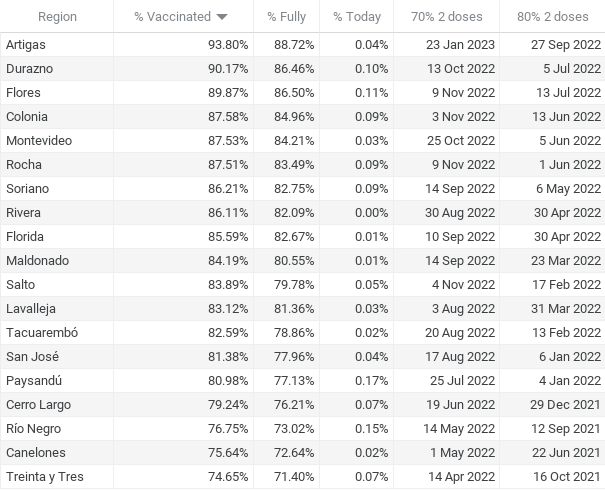 Region % Vaccinated % Fully % Today 70% 2 doses 80% 2 doses
Artigas 93.80% 88.72% 0.04% 23 Jan 2023 27 Sep 2022
Durazno 90.17% 86.46% 0.10% 13 Oct 2022 5 Jul 2022
Flores 89.87% 86.50% 0.11% 9 Nov 2022 13 Jul 2022
Colonia 87.58% 84.96% 0.09% 3 Nov 2022 13 Jun 2022
Montevideo 87.53% 84.21% 0.03% 25 Oct 2022 5 Jun 2022
Rocha 87.51% 83.49% 0.09% 9 Nov 2022 1 Jun 2022
Soriano 86.21% 82.75% 0.09% 14 Sep 2022 6 May 2022
Rivera 86.11% 82.09% 0.00% 30 Aug 2022 30 Apr 2022
Florida 85.59% 82.67% 0.01% 10 Sep 2022 30 Apr 2022
Maldonado 84.19% 80.55% 0.01% 14 Sep 2022 23 Mar 2022
Salto 83.89% 79.78% 0.05% 4 Nov 2022 17 Feb 2022
Lavalleja 83.12% 81.36% 0.03% 3 Aug 2022 31 Mar 2022
Tacuarembó 82.59% 78.86% 0.02% 20 Aug 2022 13 Feb 2022
San José 81.38% 77.96% 0.04% 17 Aug 2022 6 Jan 2022
Paysandú 80.98% 77.13% 0.17% 25 Jul 2022 4 Jan 2022
Cerro Largo 79.24% 76.21% 0.07% 19 Jun 2022 29 Dec 2021
Río Negro 76.75% 73.02% 0.15% 14 May 2022 12 Sep 2021
Canelones 75.64% 72.64% 0.02% 1 May 2022 22 Jun 2021
Treinta y Tres 74.65% 71.40% 0.07% 14 Apr 2022 16 Oct 2021